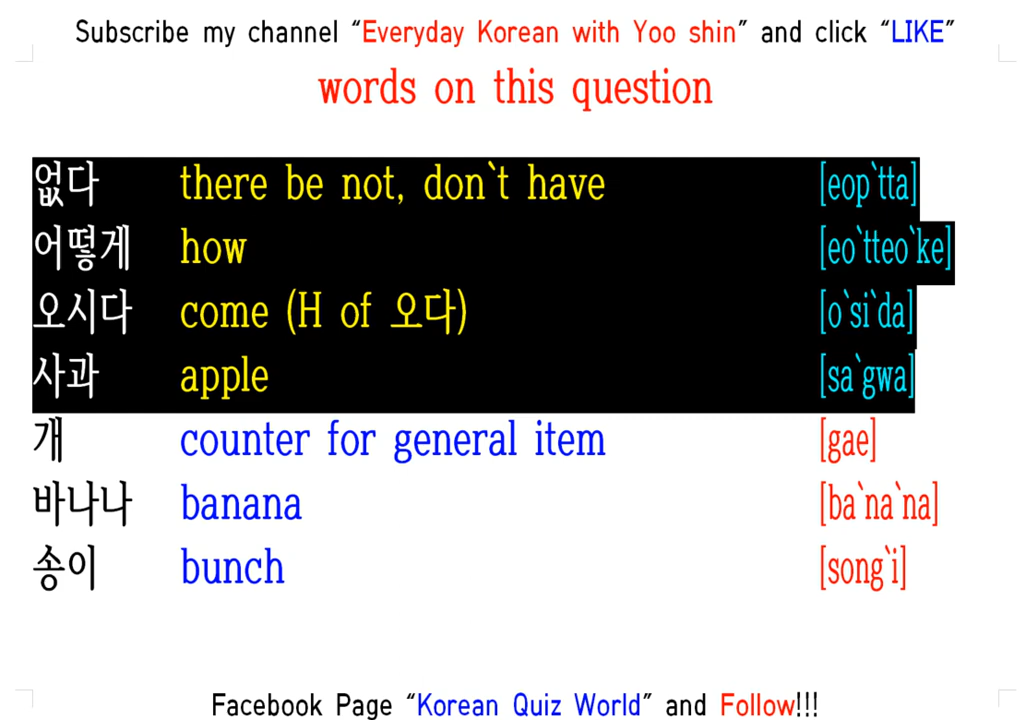 Subscribe my channel “Everyday Korean with Yoo shin” and click “LIKE”
words on this question
없다 there be not, don`t have [eop`tta]
어떻게 how [eo`tteo`ke]
오시다 come (H of 오다) [o`si`da]
사과 apple [sa`gwa]
개 counter for general item [gae]
바나나 banana [ba`na`na]
송이 bunch [song`i]
Facebook Page “Korean Quiz World” and Follow!!!